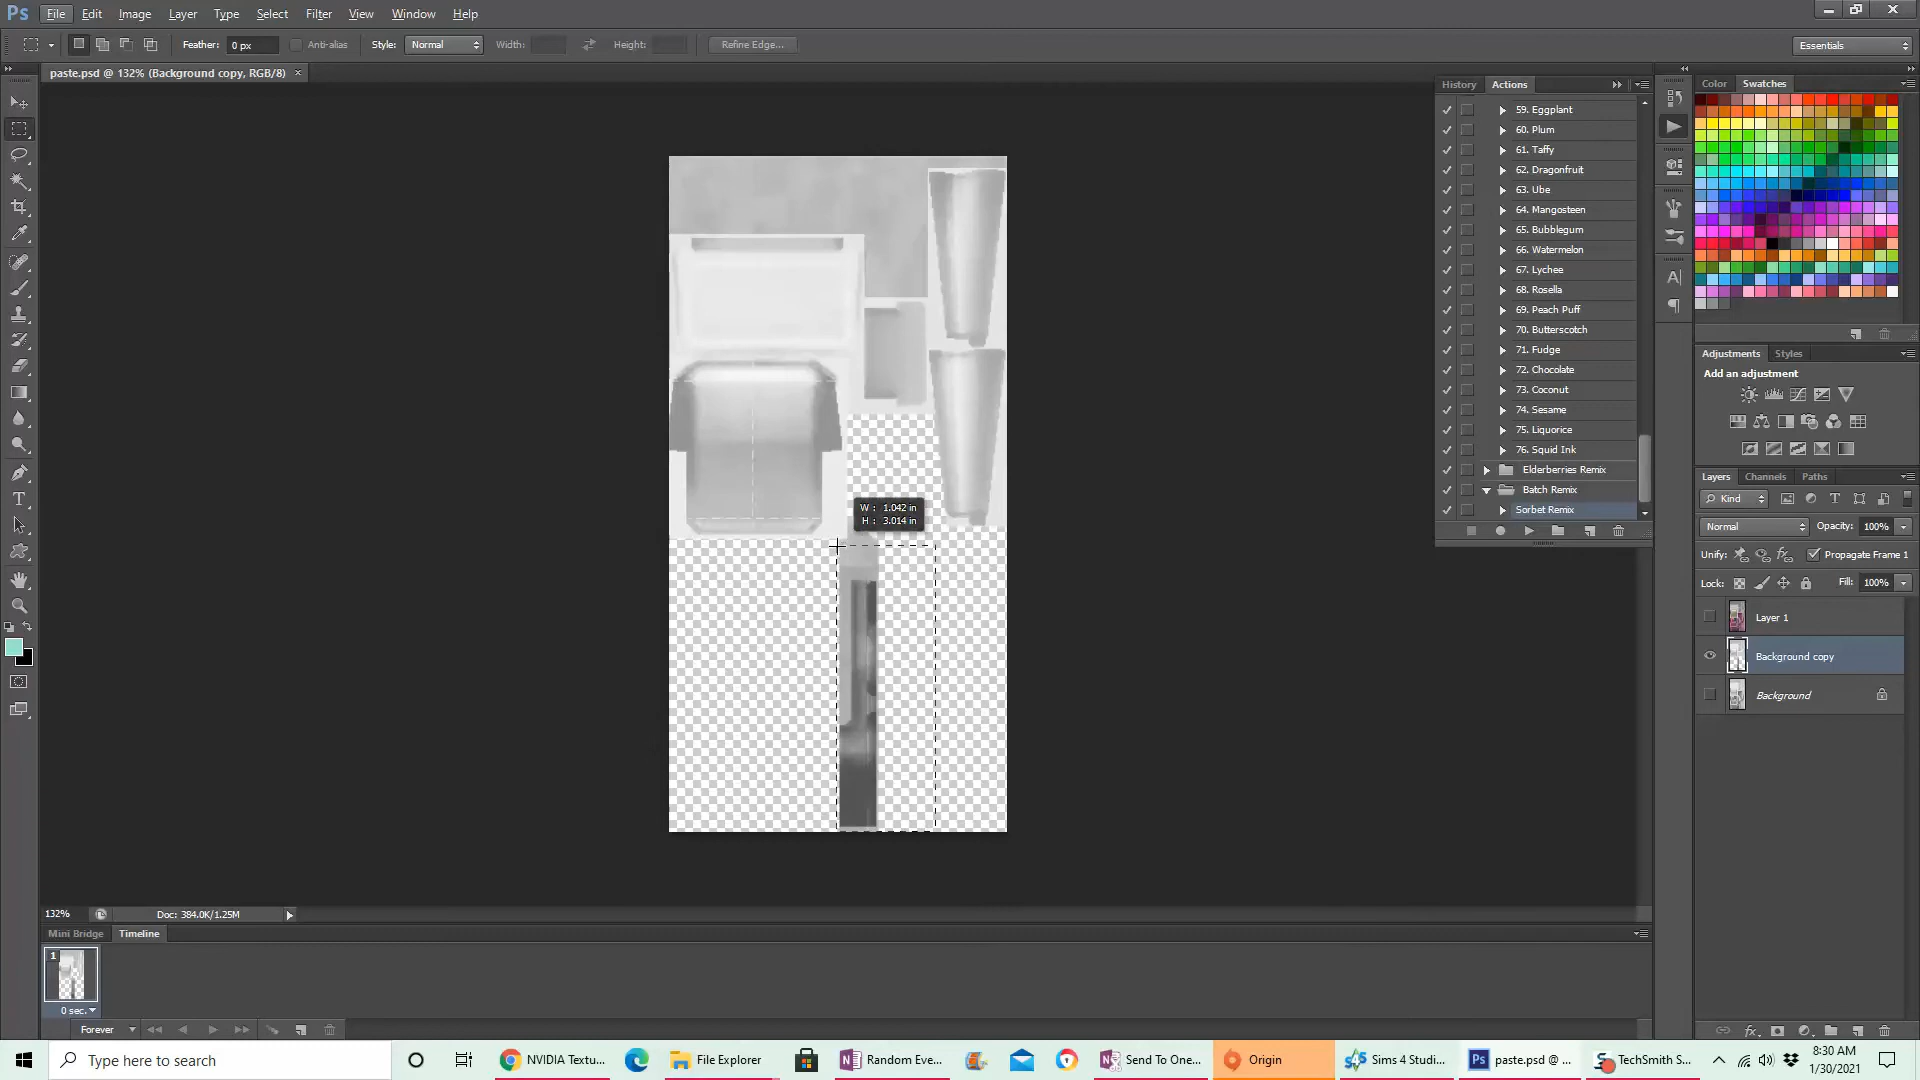 Ps File Edit Image Layer Type Select Filter View Window Help
Feather: 0 px Anti-alias Style: Normal Width: Height: Refine Edge... Essentials
paste.psd @ 132% (Background copy, RGB/8) ×
History Actions
59. Eggplant
60. Plum
61. Taffy
62. Dragonfruit
63. Ube
64. Mangosteen
65. Bubblegum
66. Watermelon
67. Lychee
68. Rosella
69. Peach Puff
70. Butterscotch
71. Fudge
72. Chocolate
73. Coconut
74. Sesame
75. Liquorice
76. Squid Ink
Elderberries Remix
Batch Remix
Sorbet Remix
Color Swatches
Adjustments Styles
Add an adjustment
Layers Channels Paths
Kind
Normal Opacity: 100%
Unify: Propagate Frame 1
Lock: Fill: 100%
Layer 1
Background copy
Background
W : 1.042 in
H : 3.014 in
132% Doc: 384.0K/1.25M
Mini Bridge Timeline
1
0 sec.
Forever
Type here to search
NVIDIA Textu...
File Explorer
Random Eve...
Send To One...
Origin
Sims 4 Studi...
paste.psd @ ...
TechSmith S...
8:30 AM
1/30/2021